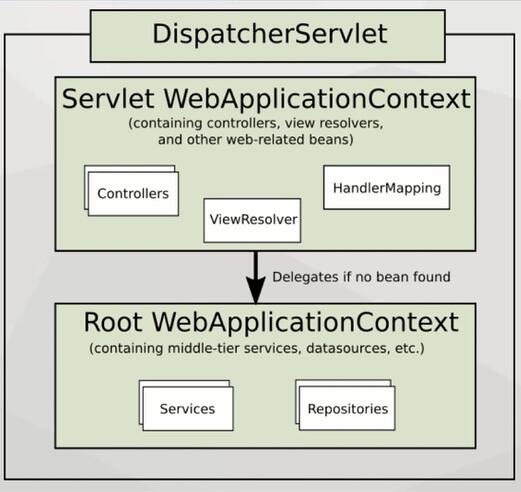 DispatcherServlet
Servlet WebApplicationContext
(containing controllers, view resolvers,
and other web-related beans)
Controllers
ViewResolver
HandlerMapping
Delegates if no bean found
Root WebApplicationContext
(containing middle-tier services, datasources, etc.)
Services
Repositories